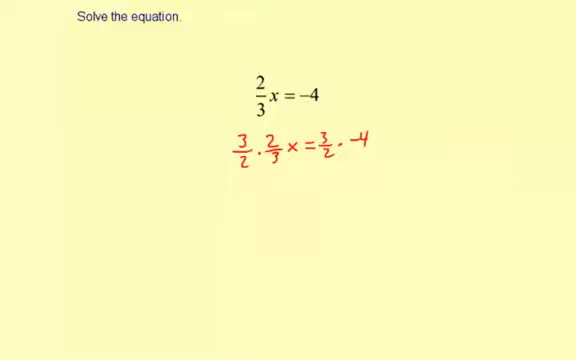 Solve the equation.
2/3 x = −4
3/2 · 2/3 x = 3/2 · −4